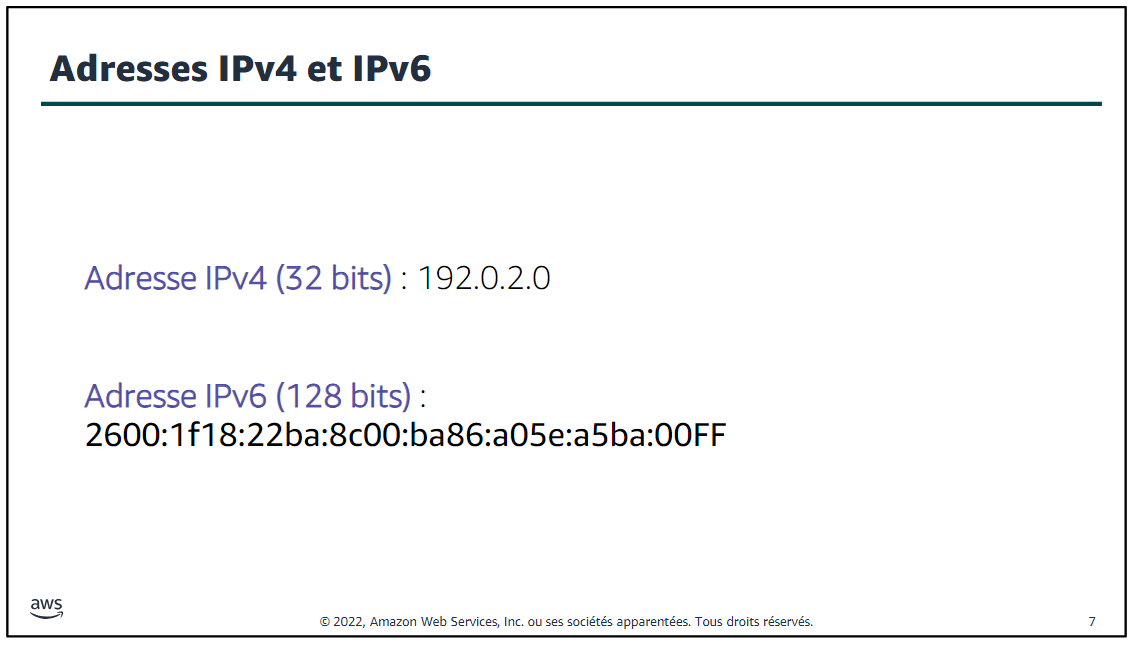 Adresses IPv4 et IPv6
Adresse IPv4 (32 bits) : 192.0.2.0
Adresse IPv6 (128 bits) :
2600:1f18:22ba:8c00:ba86:a05e:a5ba:00FF
aws
© 2022, Amazon Web Services, Inc. ou ses sociétés apparentées. Tous droits réservés.
7